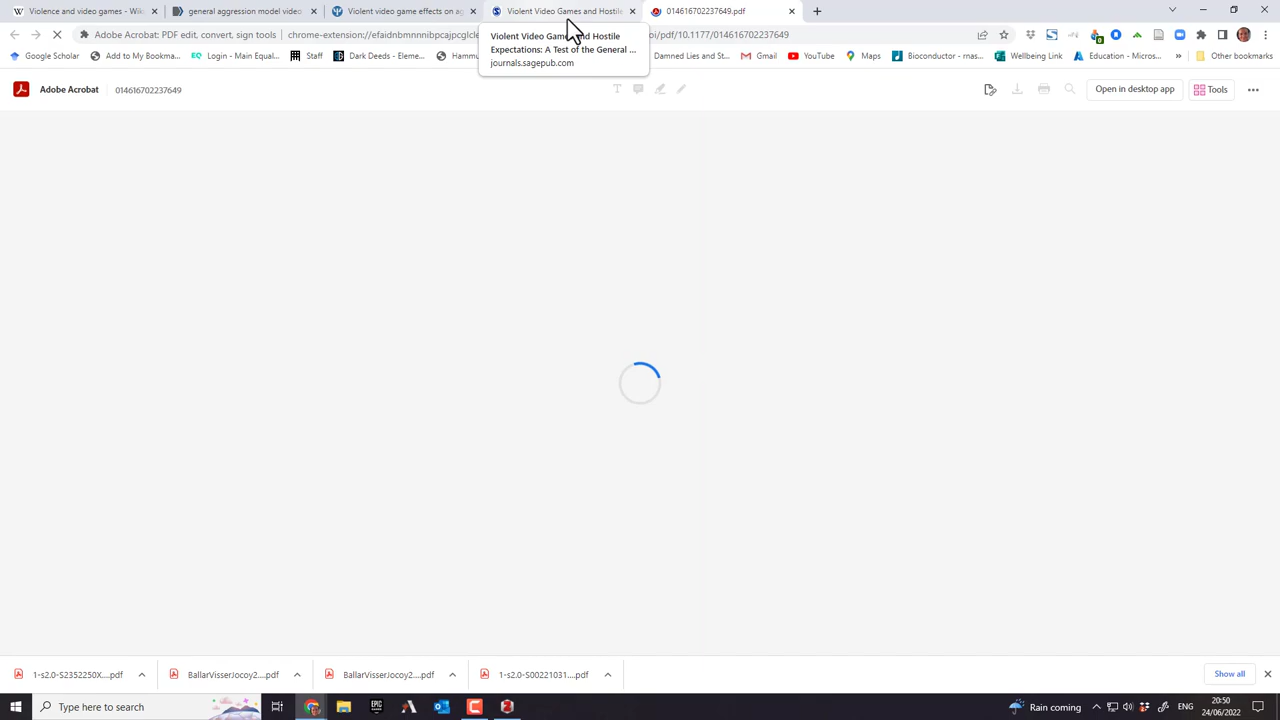 Violence and video games - Wiki
general aggression model video
Violent video game effects on ag
Violent Video Games and Hostile
014616702237649.pdf
Adobe Acrobat: PDF edit, convert, sign tools
chrome-extension://efaidnbmnnnibpcajpcglcle
oi/pdf/10.1177/014616702237649
Violent Video Gam
nd Hostile
Expectations: A Test of the General ...
journals.sagepub.com
Google Scholar
Add to My Bookma...
Login - Main Equal...
Staff
Dark Deeds - Eleme...
Hammu
Damned Lies and St...
Gmail
YouTube
Maps
Bioconductor - mas...
Wellbeing Link
Education - Micros...
»
Other bookmarks
Adobe Acrobat
014616702237649
Open in desktop app
Tools
1-s2.0-S2352250X....pdf
BallarVisserJocoy2....pdf
BallarVisserJocoy2....pdf
1-s2.0-S00221031....pdf
Show all
Type here to search
EPIC
GAMES
Rain coming
ENG
20:50
24/06/2022